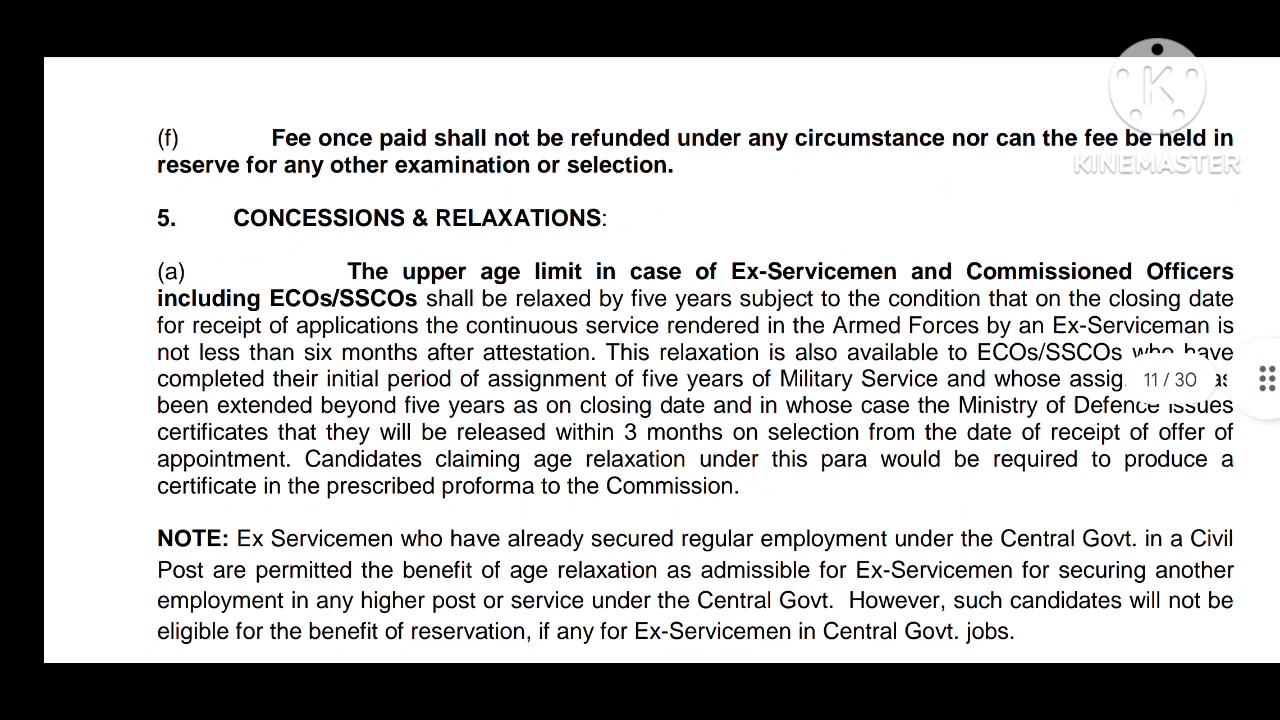 (f) Fee once paid shall not be refunded under any circumstance nor can the fee be held in
reserve for any other examination or selection.
KINEMASTER
5. CONCESSIONS & RELAXATIONS:
(a) The upper age limit in case of Ex-Servicemen and Commissioned Officers
including ECOs/SSCOs shall be relaxed by five years subject to the condition that on the closing date
for receipt of applications the continuous service rendered in the Armed Forces by an Ex-Serviceman is
not less than six months after attestation. This relaxation is also available to ECOs/SSCOs who have
completed their initial period of assignment of five years of Military Service and whose assig 11 / 30
been extended beyond five years as on closing date and in whose case the Ministry of Defence issues
certificates that they will be released within 3 months on selection from the date of receipt of offer of
appointment. Candidates claiming age relaxation under this para would be required to produce a
certificate in the prescribed proforma to the Commission.
NOTE: Ex Servicemen who have already secured regular employment under the Central Govt. in a Civil
Post are permitted the benefit of age relaxation as admissible for Ex-Servicemen for securing another
employment in any higher post or service under the Central Govt. However, such candidates will not be
eligible for the benefit of reservation, if any for Ex-Servicemen in Central Govt. jobs.